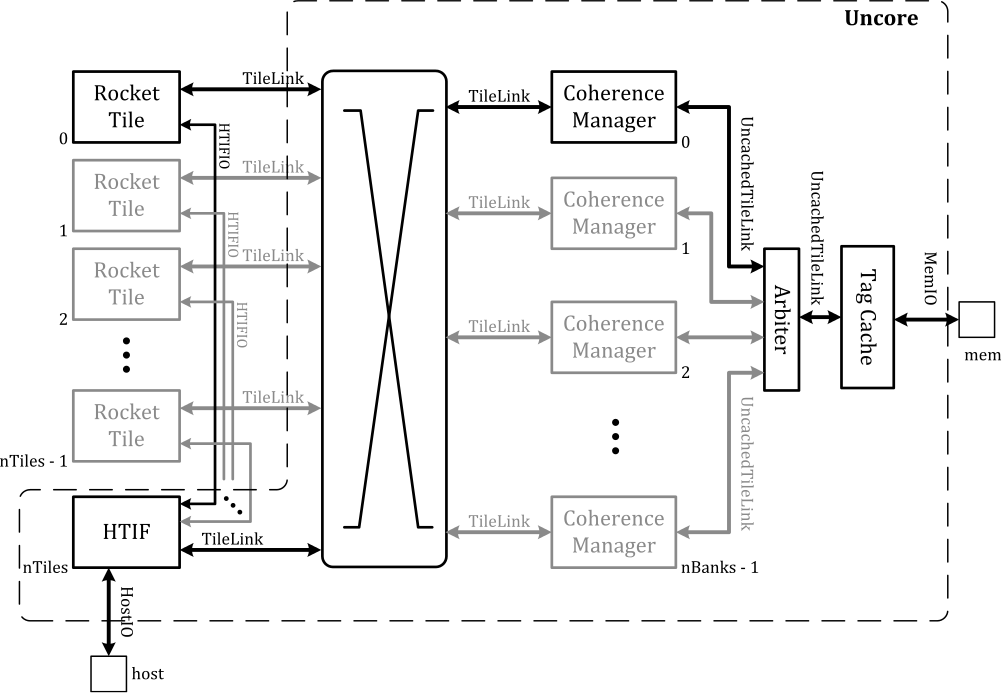 Uncore
Rocket
Tile
0
TileLink
HTIFIO
Rocket
Tile
1
TileLink
HTIFIO
Rocket
Tile
2
TileLink
HTIFIO
Rocket
Tile
nTiles - 1
TileLink
HTIF
nTiles
TileLink
HostIO
host
TileLink
Coherence
Manager
0
UncachedTileLink
TileLink
Coherence
Manager
1
TileLink
Coherence
Manager
2
TileLink
Coherence
Manager
nBanks - 1
UncachedTileLink
Arbiter
UncachedTileLink
Tag Cache
MemIO
mem